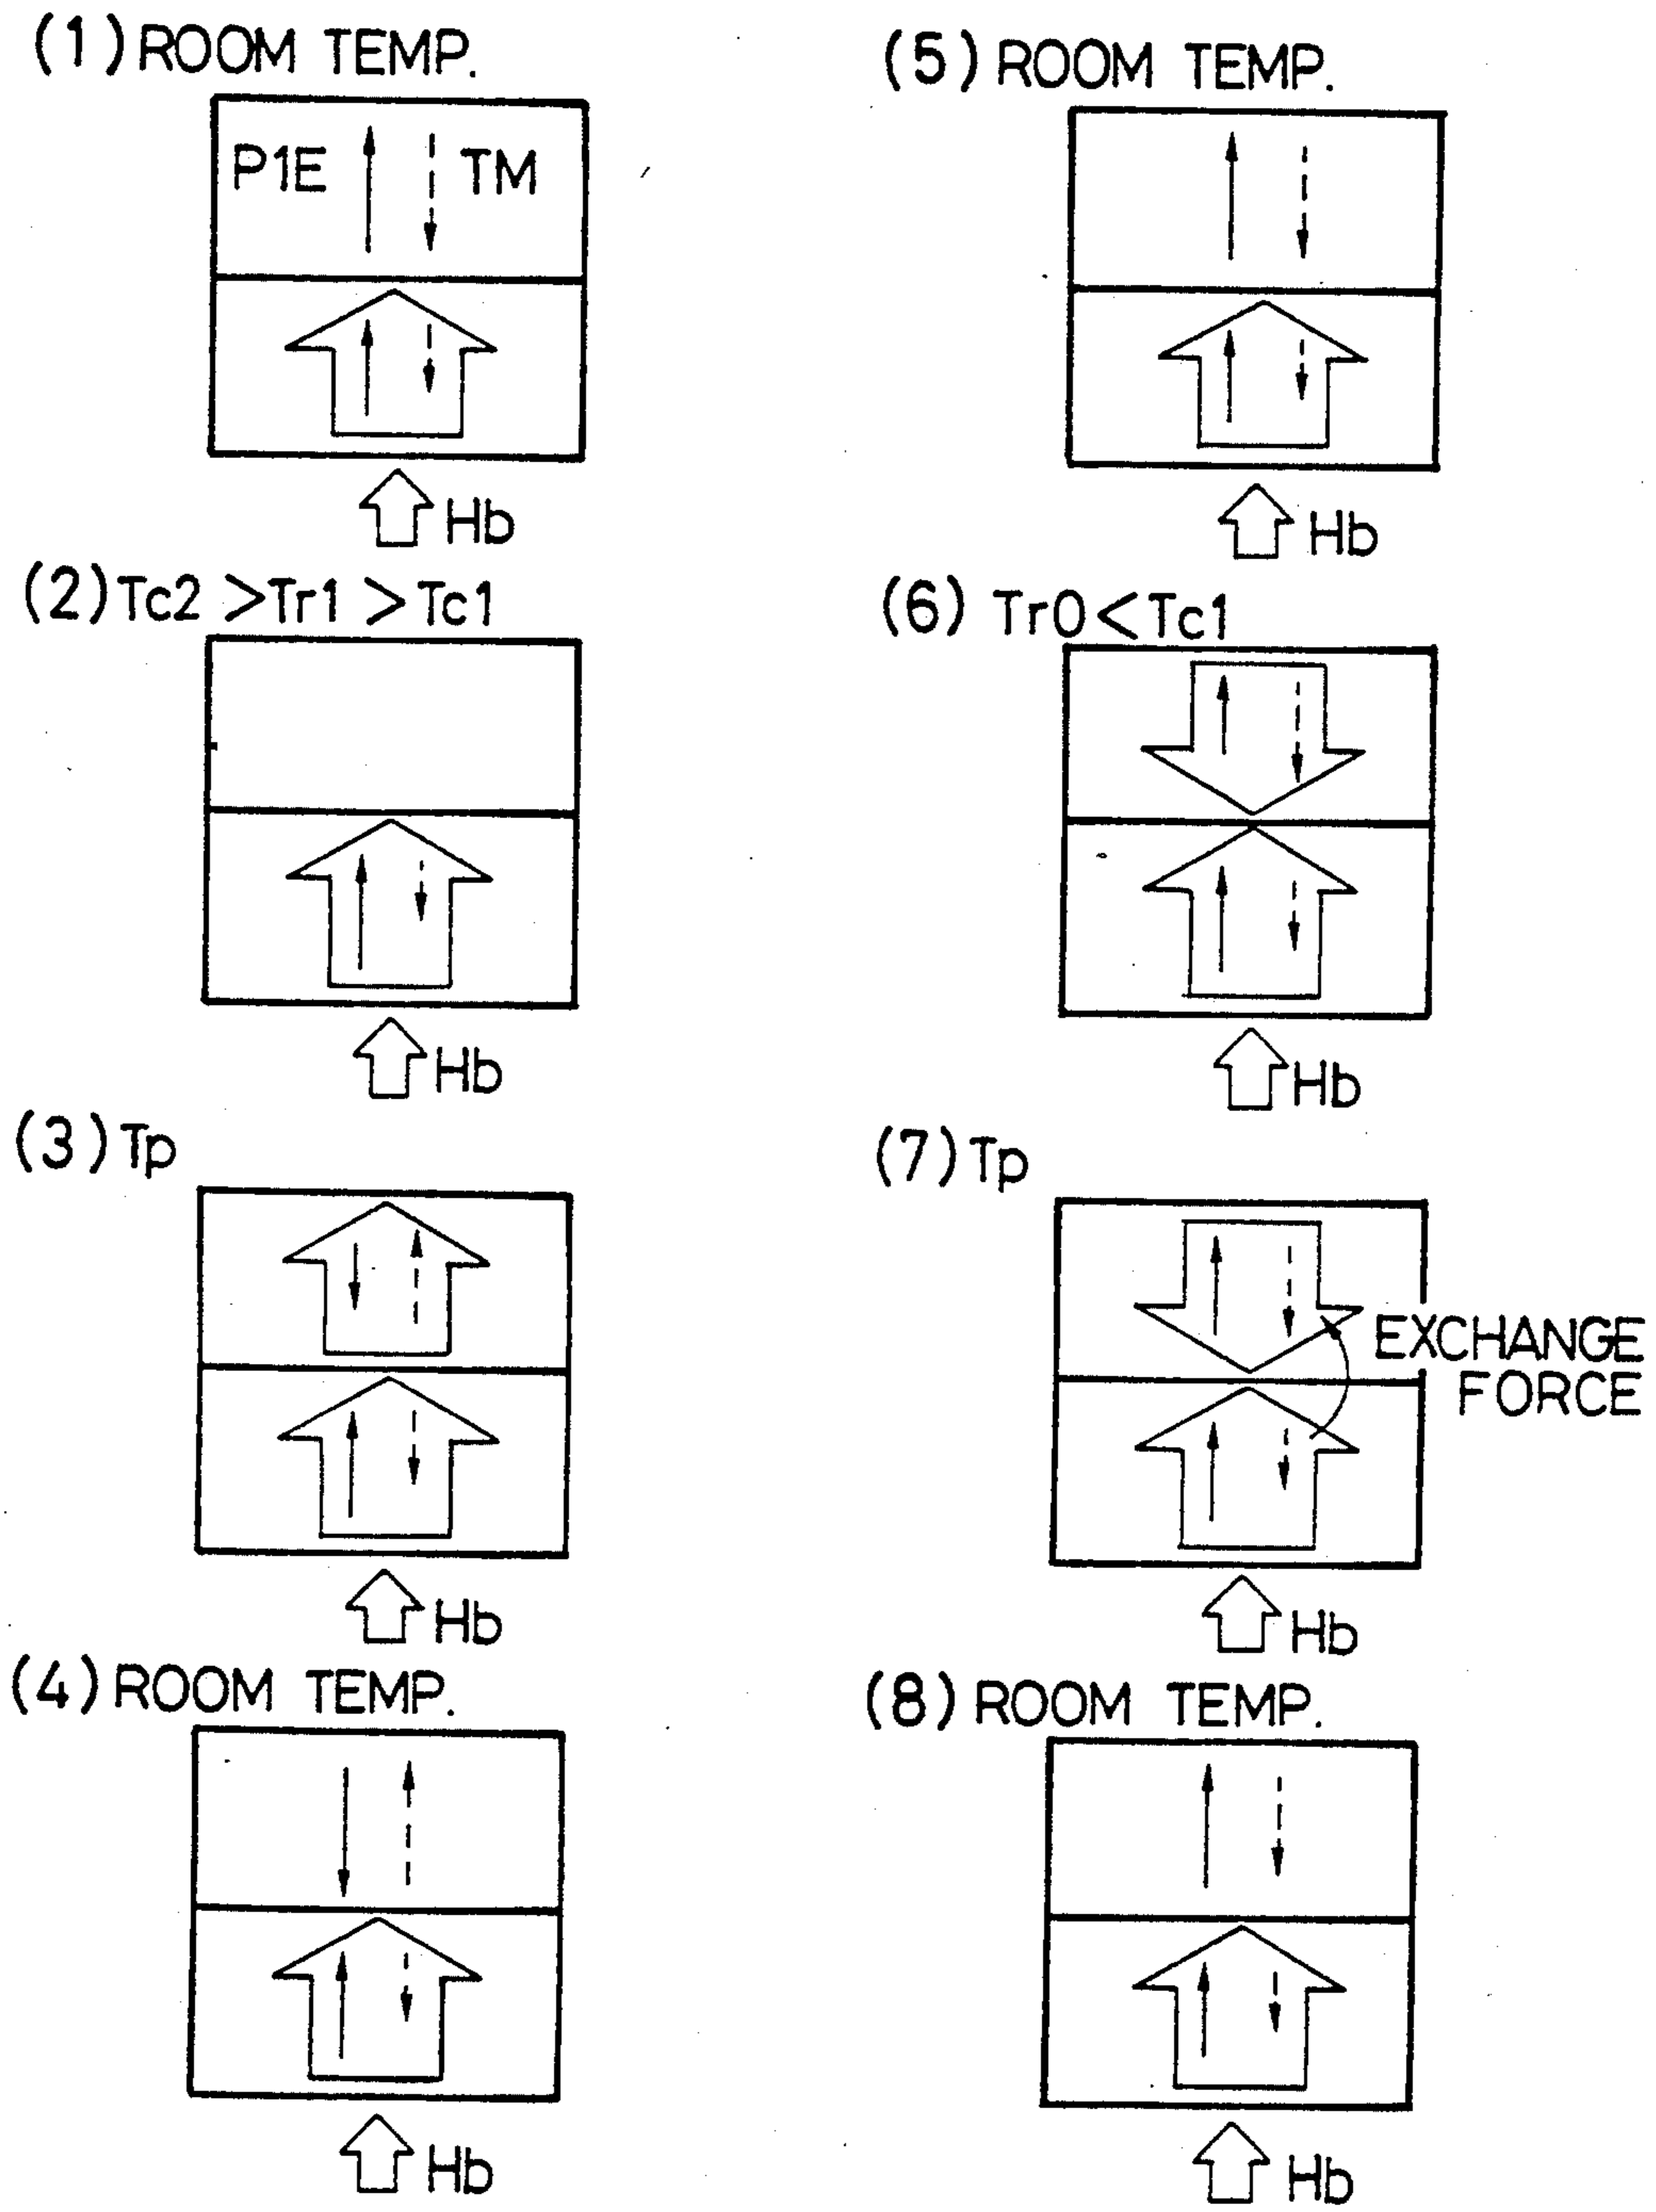 (1) ROOM TEMP.
P1E TM
Hb
(2) Tc2 > Tr1 > Tc1
Hb
(3) Tp
Hb
(4) ROOM TEMP.
Hb
(5) ROOM TEMP.
Hb
(6) Tr0 < Tc1
Hb
(7) Tp
EXCHANGE
FORCE
Hb
(8) ROOM TEMP.
Hb